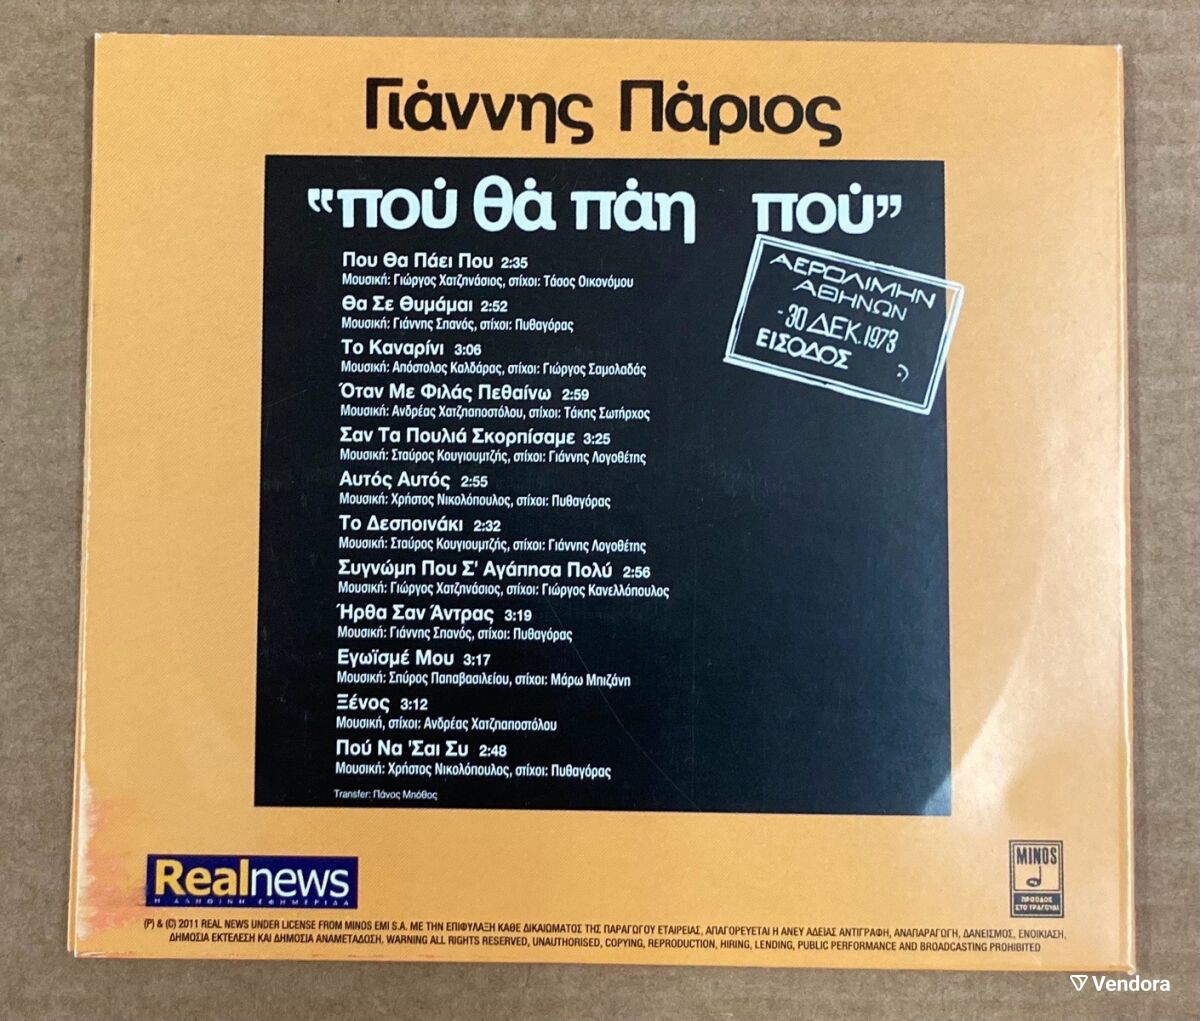 Γιάννης Πάριος
“πού θά πάη πού”
ΑΕΡΟΛΙΜΗΝ
ΑΘΗΝΩΝ
-30 ΔΕΚ. 1973
ΕΙΣΟΔΟΣ
Που Θα Πάει Που 2:35
Μουσική: Γιώργος Χατζηνάσιος, στίχοι: Τάσος Οικονόμου
Θα Σε Θυμάμαι 2:52
Μουσική: Γιάννης Σπανός, στίχοι: Πυθαγόρας
Το Καναρίνι 3:06
Μουσική: Απόστολος Καλδάρας, στίχοι: Γιώργος Σαμολαδάς
Όταν Με Φιλάς Πεθαίνω 2:59
Μουσική: Ανδρέας Χατζηαποστόλου, στίχοι: Τάκης Σωτήρχος
Σαν Τα Πουλιά Σκορπίσαμε 3:25
Μουσική: Σταύρος Κουγιουμτζής, στίχοι: Γιάννης Λογοθέτης
Αυτός Αυτός 2:55
Μουσική: Χρήστος Νικολόπουλος, στίχοι: Πυθαγόρας
Το Δεσποινάκι 2:32
Μουσική: Σταύρος Κουγιουμτζής, στίχοι: Γιάννης Λογοθέτης
Συγνώμη Που Σ' Αγάπησα Πολύ 2:56
Μουσική: Γιώργος Χατζηνάσιος, στίχοι: Γιώργος Κανελλόπουλος
Ήρθα Σαν Άντρας 3:19
Μουσική: Γιάννης Σπανός, στίχοι: Πυθαγόρας
Εγωϊσμέ Μου 3:17
Μουσική: Σπύρος Παπαβασιλείου, στίχοι: Μάρω Μπιζάνη
Ξένος 3:12
Μουσική, στίχοι: Ανδρέας Χατζηαποστόλου
Πού Να 'Σαι Συ 2:48
Μουσική: Χρήστος Νικολόπουλος, στίχοι: Πυθαγόρας
Transfer: Πάνος Μπόθος
Realnews
Η ΑΛΗΘΙΝΗ ΕΦΗΜΕΡΙΔΑ
MINOS
ΠΡΟΟΔΟΣ
ΣΤΟ ΤΡΑΓΟΥΔΙ
(P) & (C) 2011 REAL NEWS UNDER LICENSE FROM MINOS EMI S.A. ΜΕ ΤΗΝ ΕΠΙΦΥΛΑΞΗ ΚΑΘΕ ΔΙΚΑΙΩΜΑΤΟΣ ΤΗΣ ΠΑΡΑΓΩΓΟΥ ΕΤΑΙΡΕΙΑΣ, ΑΠΑΓΟΡΕΥΕΤΑΙ Η ΑΝΕΥ ΑΔΕΙΑΣ ΑΝΤΙΓΡΑΦΗ, ΑΝΑΠΑΡΑΓΩΓΗ, ΔΑΝΕΙΣΜΟΣ, ΕΝΟΙΚΙΑΣΗ,
ΔΗΜΟΣΙΑ ΕΚΤΕΛΕΣΗ ΚΑΙ ΔΗΜΟΣΙΑ ΑΝΑΜΕΤΑΔΟΣΗ, WARNING ALL RIGHTS RESERVED, UNAUTHORISED, COPYING, REPRODUCTION, HIRING, LENDING, PUBLIC PERFORMANCE AND BROADCASTING PROHIBITED
Vendora